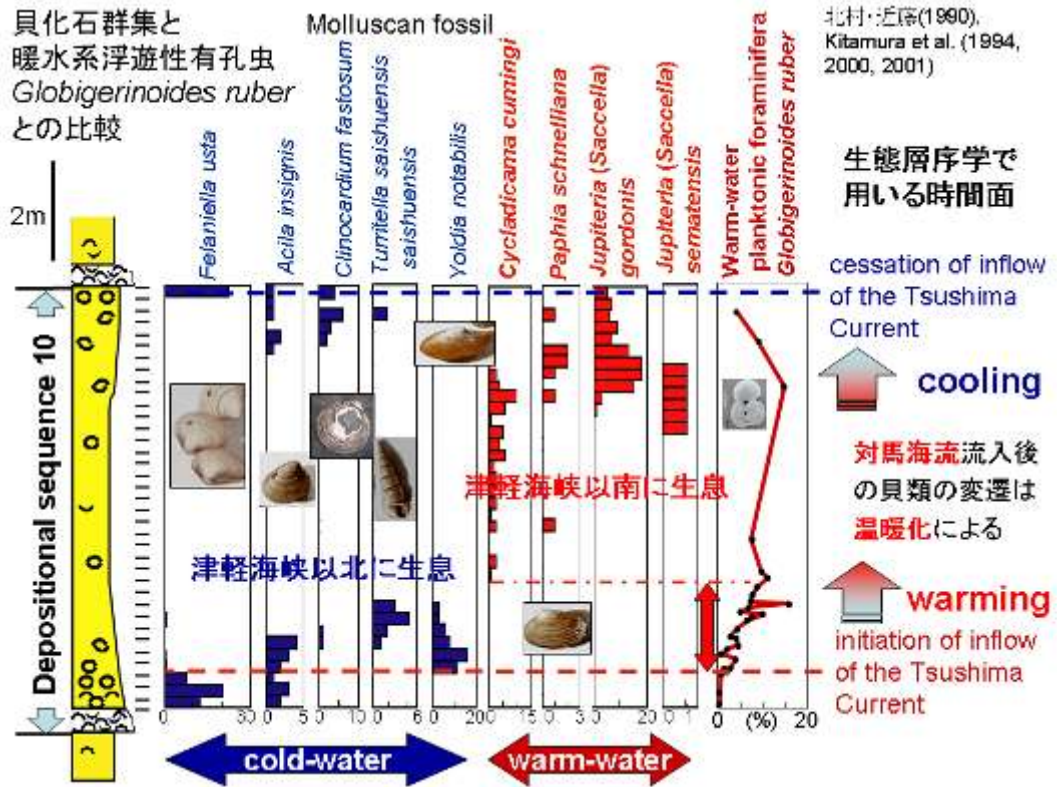 貝化石群集と
暖水系浮遊性有孔虫
Globigerinoides ruber
との比較
Molluscan fossil
北村・近藤(1990),
Kitamura et al. (1994,
2000, 2001)
2m
Felaniella usta
Acila insignis
Clinocardium fastosum
Turritella saishuensis
saishuensis
Yoldia notabilis
Cycladicama cumingi
Paphia schnelliana
Jupiteria (Saccella)
gordonis
Jupiteria (Saccella)
sematensis
Warm-water
planktonic foraminifera
Globigerinoides ruber
生態層序学で
用いる時間面
cessation of inflow
of the Tsushima
Current
cooling
対馬海流流入後
の貝類の変遷は
温暖化による
warming
initiation of inflow
of the Tsushima
Current
Depositional sequence 10
津軽海峡以南に生息
津軽海峡以北に生息
0 30 0 5 0 10 0 6 0 20 0 15 0 3 0 20 0 1 0 (%) 20
cold-water
warm-water